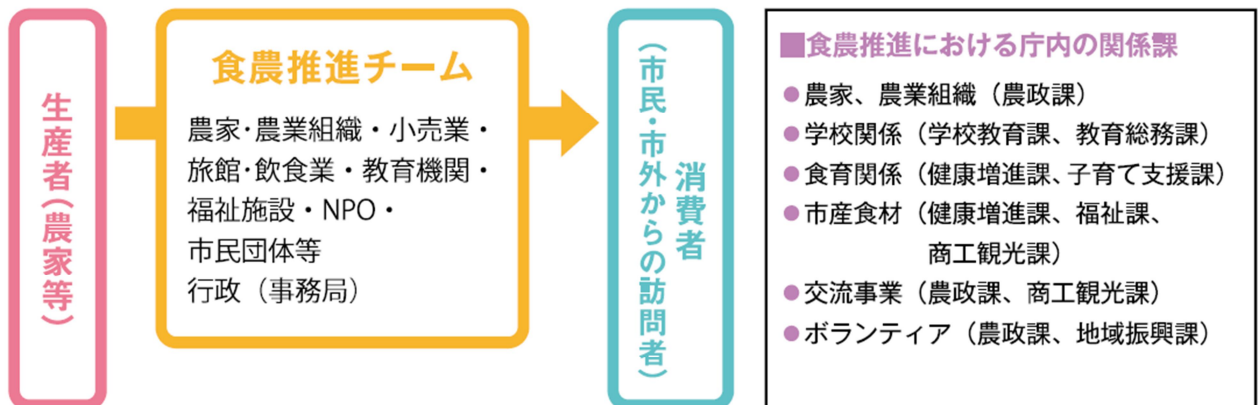 生産者(農家等)
食農推進チーム
農家･農業組織・小売業・
旅館･飲食業・教育機関・
福祉施設・NPO・
市民団体等
行政（事務局）
消費者
(市民・市外からの訪問者)
■食農推進における庁内の関係課
●農家、農業組織（農政課）
●学校関係（学校教育課、教育総務課）
●食育関係（健康増進課、子育て支援課）
●市産食材（健康増進課、福祉課、
商工観光課）
●交流事業（農政課、商工観光課）
●ボランティア（農政課、地域振興課）